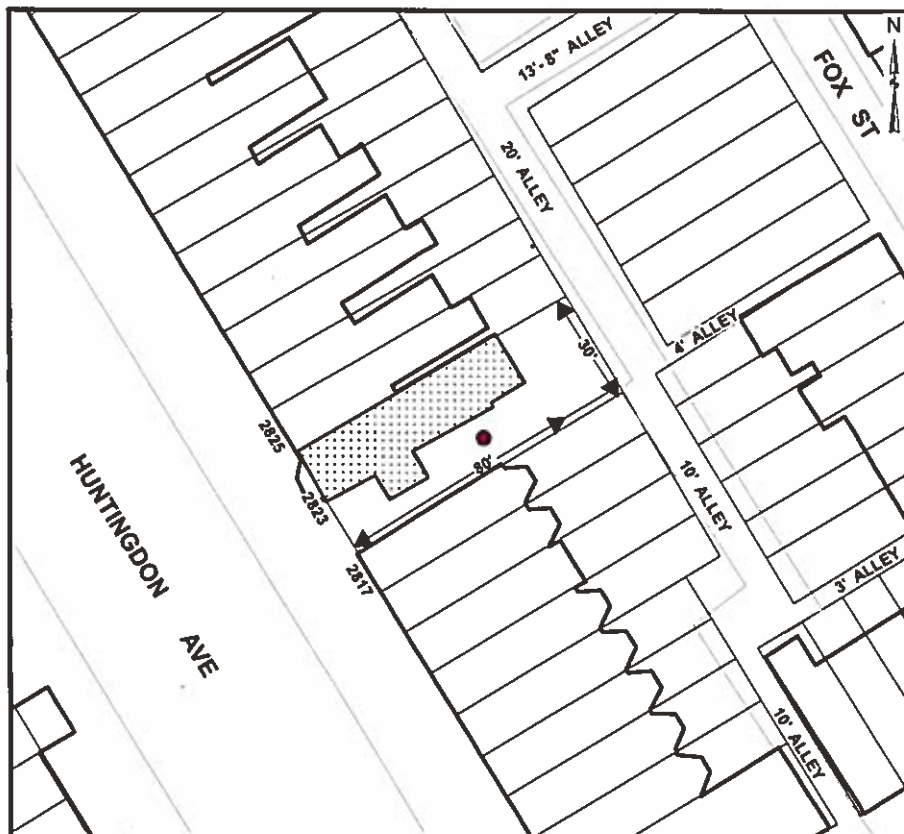 N
13'-8" ALLEY
FOX ST
20' ALLEY
4' ALLEY
30'
80'
2825
2823
2817
HUNTINGDON
AVE
10' ALLEY
3' ALLEY
10' ALLEY